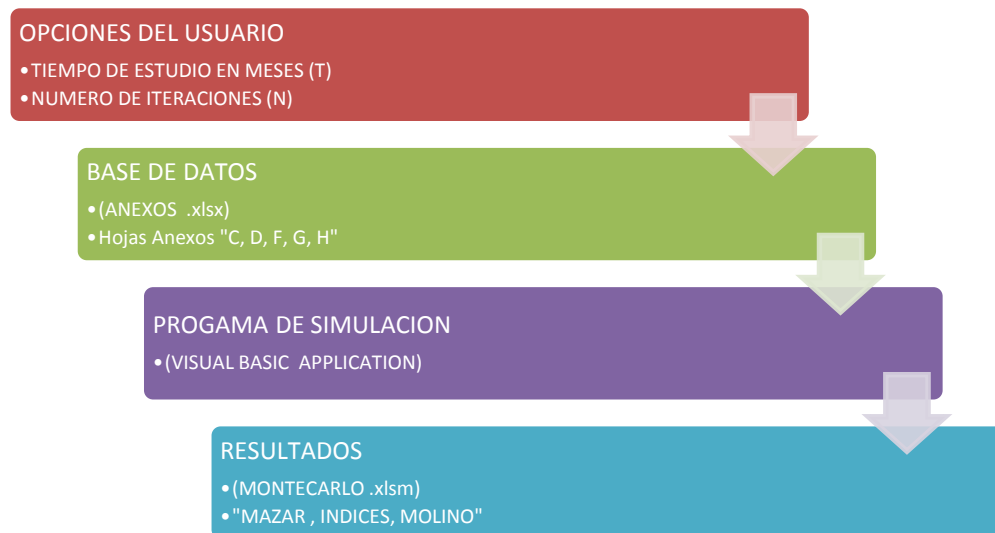 OPCIONES DEL USUARIO
•TIEMPO DE ESTUDIO EN MESES (T)
•NUMERO DE ITERACIONES (N)
BASE DE DATOS
•(ANEXOS .xlsx)
•Hojas Anexos "C, D, F, G, H"
PROGAMA DE SIMULACION
•(VISUAL BASIC APPLICATION)
RESULTADOS
•(MONTECARLO .xlsm)
•"MAZAR , INDICES, MOLINO"